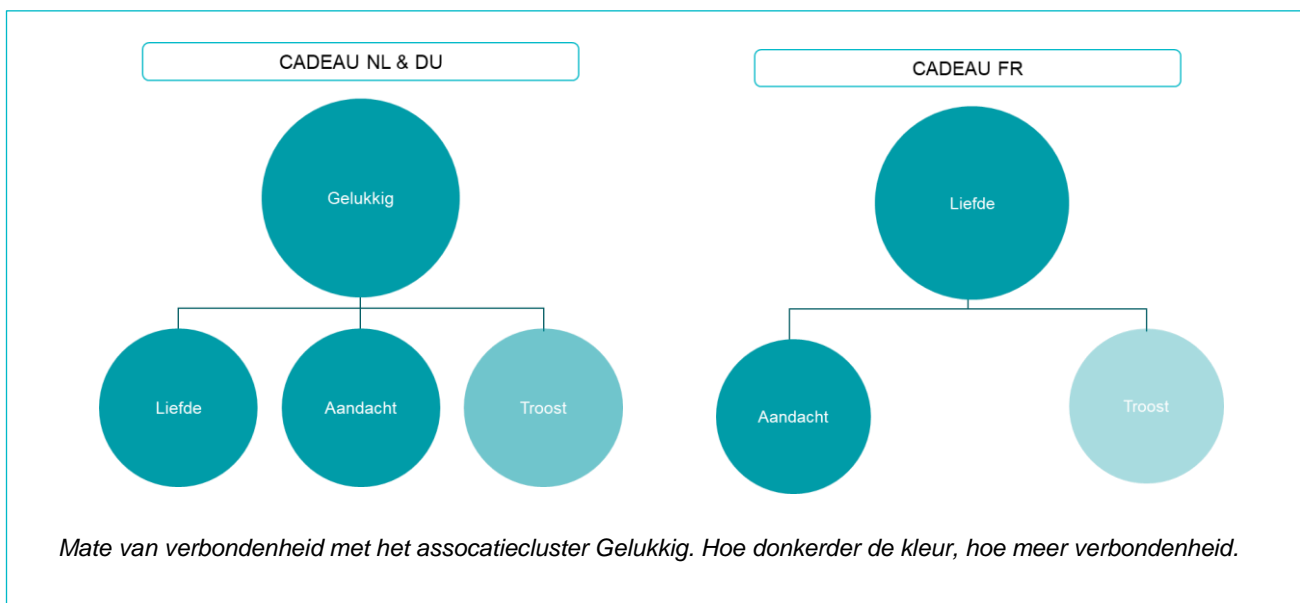 CADEAU NL & DU
CADEAU FR
Gelukkig
Liefde
Liefde
Aandacht
Troost
Aandacht
Troost
Mate van verbondenheid met het assocatiecluster Gelukkig. Hoe donkerder de kleur, hoe meer verbondenheid.